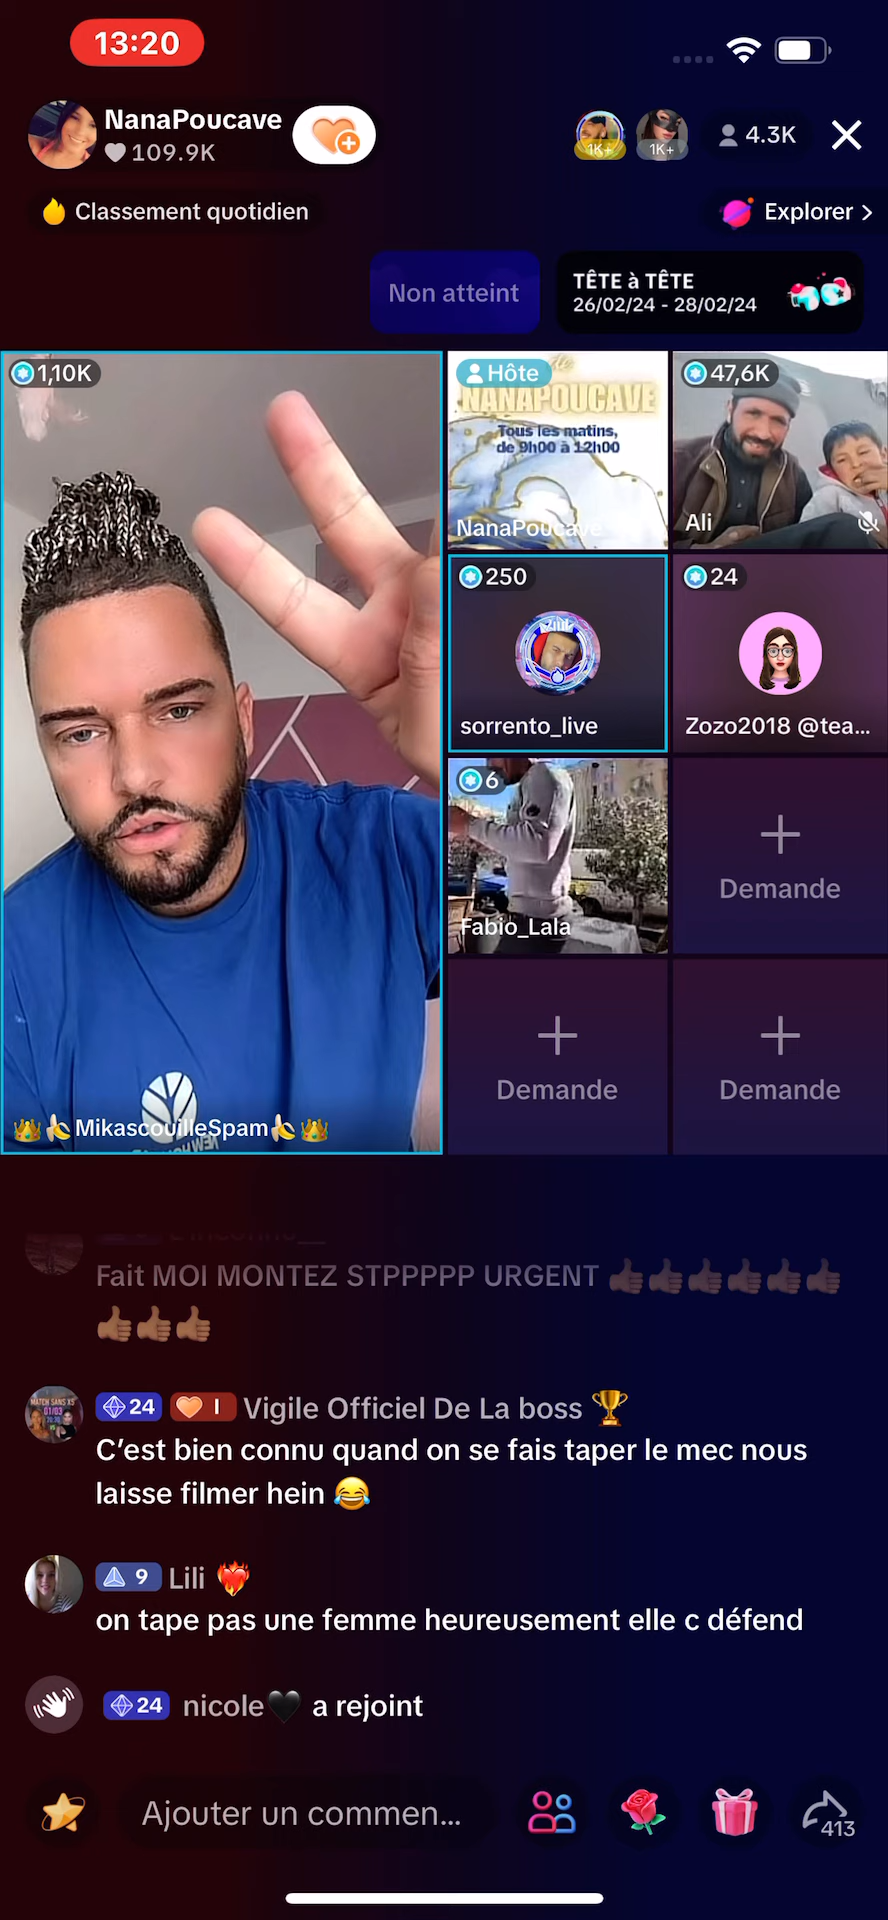 13:20
NanaPoucave
109.9K
1K+
1K+
4.3K
Classement quotidien
Explorer >
Non atteint
TÊTE à TÊTE
26/02/24 - 28/02/24
1,10K
Hôte
de
NANAPOUCAVE
Tous les matins,
de 9h00 à 12h00
NanaPoucave
47,6K
Ali
250
sorrento_live
24
Zozo2018 @tea...
6
Fabio_Lala
Demande
Demande
Demande
👑🍌MikascouilleSpam🍌👑
Fait MOI MONTEZ STPPPPP URGENT 👍🏽👍🏽👍🏽👍🏽👍🏽👍🏽
👍🏽👍🏽👍🏽
24 I Vigile Officiel De La boss 🏆
C'est bien connu quand on se fais taper le mec nous
laisse filmer hein 😂
9 Lili ❤️‍🔥
on tape pas une femme heureusement elle c défend
24 nicole🖤 a rejoint
Ajouter un commen...
413